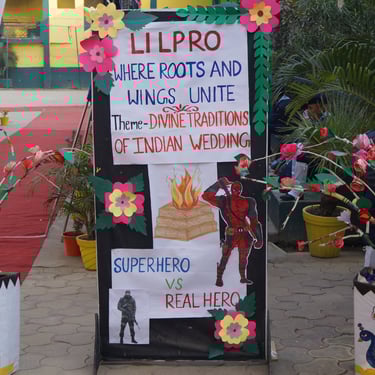 LILPRO
WHERE ROOTS AND
WINGS UNITE
Theme-DIVINE TRADITIONS
OF INDIAN WEDDING
SUPERHERO
VS
REAL HERO